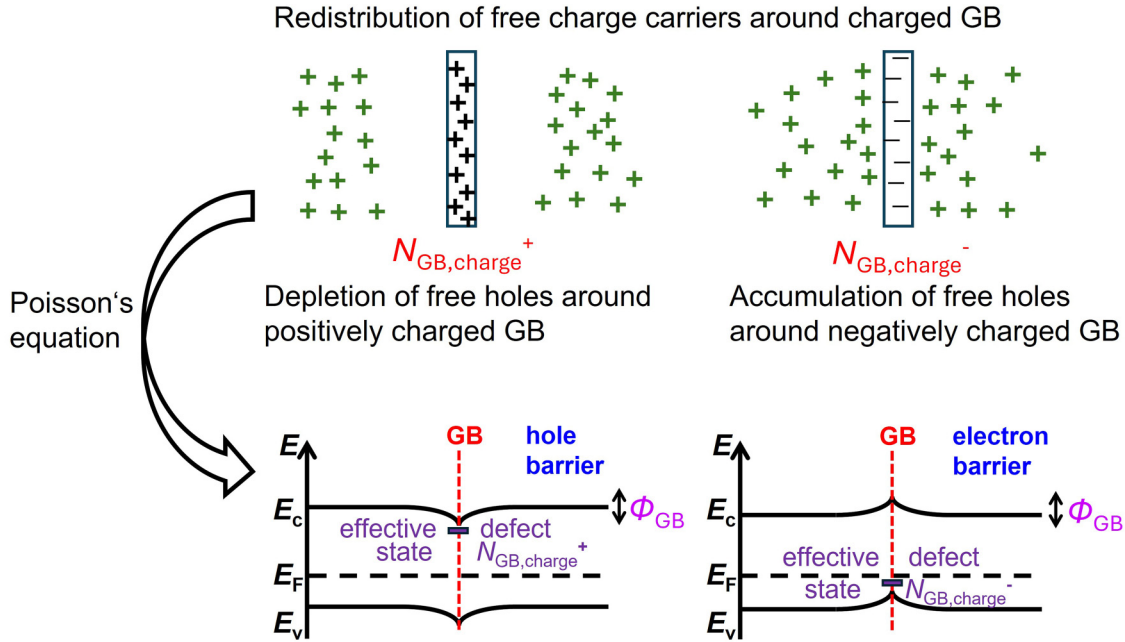 Redistribution of free charge carriers around charged GB
N_GB,charge^+
N_GB,charge^-
Poisson‘s
equation
Depletion of free holes around
positively charged GB
Accumulation of free holes
around negatively charged GB
E
GB
hole
barrier
E_c
Φ_GB
effective
defect
state
N_GB,charge^+
E_F
E_v
E
GB
electron
barrier
E_c
Φ_GB
effective
defect
E_F
state
N_GB,charge^-
E_v